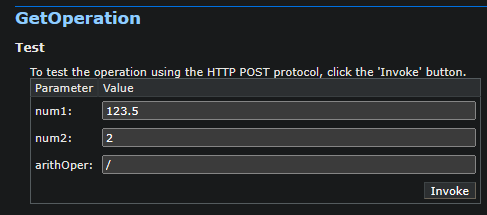 GetOperation
Test
To test the operation using the HTTP POST protocol, click the 'Invoke' button.
Parameter Value
num1: 123.5
num2: 2
arithOper: /
Invoke